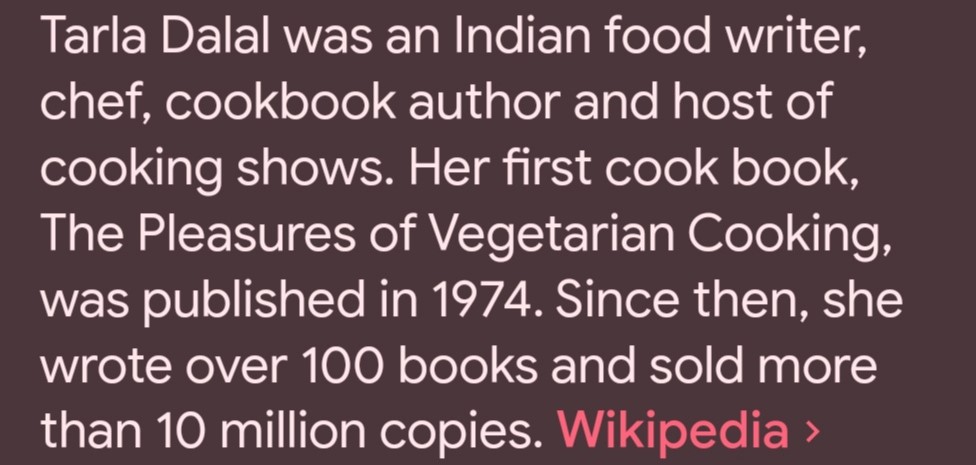 Tarla Dalal was an Indian food writer,
chef, cookbook author and host of
cooking shows. Her first cook book,
The Pleasures of Vegetarian Cooking,
was published in 1974. Since then, she
wrote over 100 books and sold more
than 10 million copies. Wikipedia >